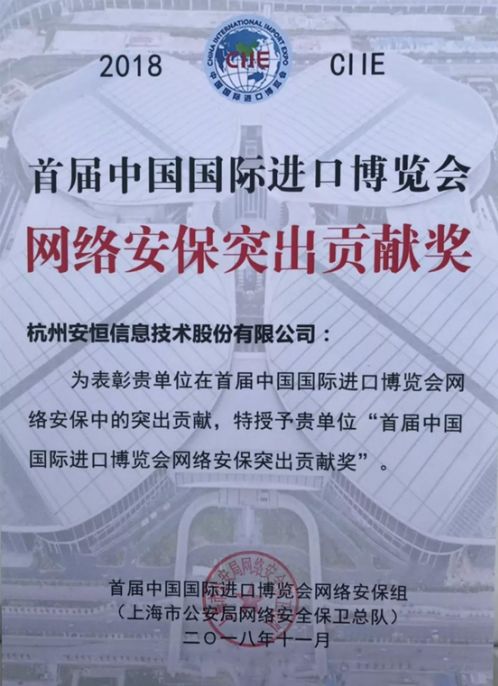 2018 CIIE
CHINA INTERNATIONAL IMPORT EXPO
CIIE
中国国际进口博览会
首届中国国际进口博览会
网络安保突出贡献奖
杭州安恒信息技术股份有限公司：
为表彰贵单位在首届中国国际进口博览会网
络安保中的突出贡献，特授予贵单位“首届中国
国际进口博览会网络安保突出贡献奖”。
首届中国国际进口博览会网络安保组
（上海市公安局网络安全保卫总队）
二〇一八年十一月